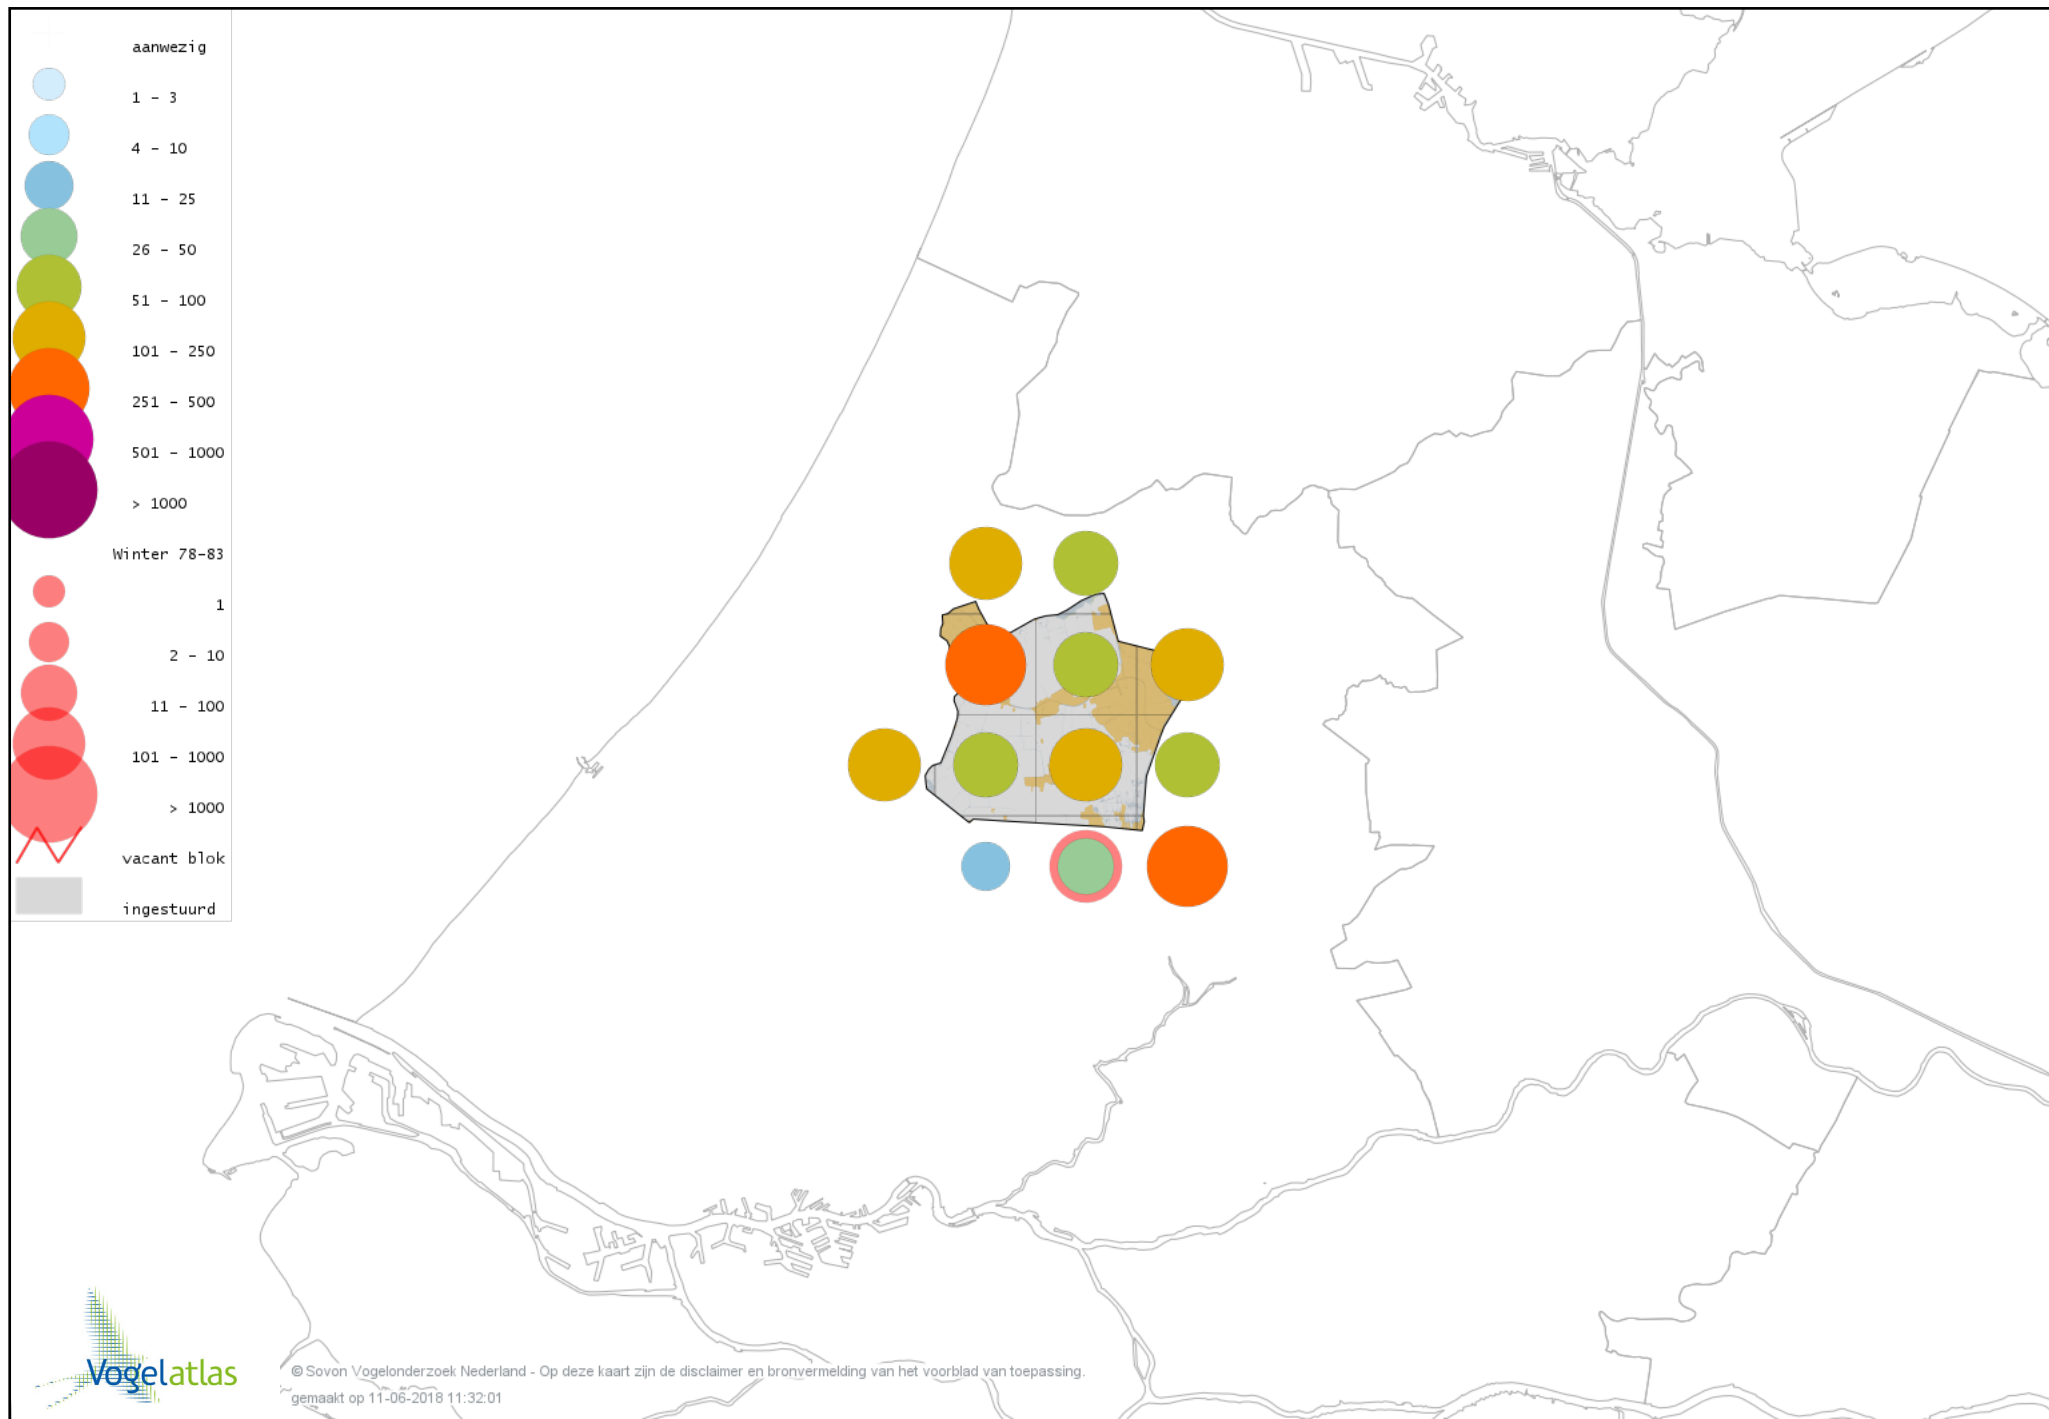 aanwezig
1 - 3
4 - 10
11 - 25
26 - 50
51 - 100
101 - 250
251 - 500
501 - 1000
> 1000
Winter 78-83
1
2 - 10
11 - 100
101 - 1000
> 1000
vacant blok
ingestuurd
Vogelatlas
© Sovon Vogelonderzoek Nederland - Op deze kaart zijn de disclaimer en bronvermelding van het voorblad van toepassing.
gemaakt op 11-06-2018 11:32:01